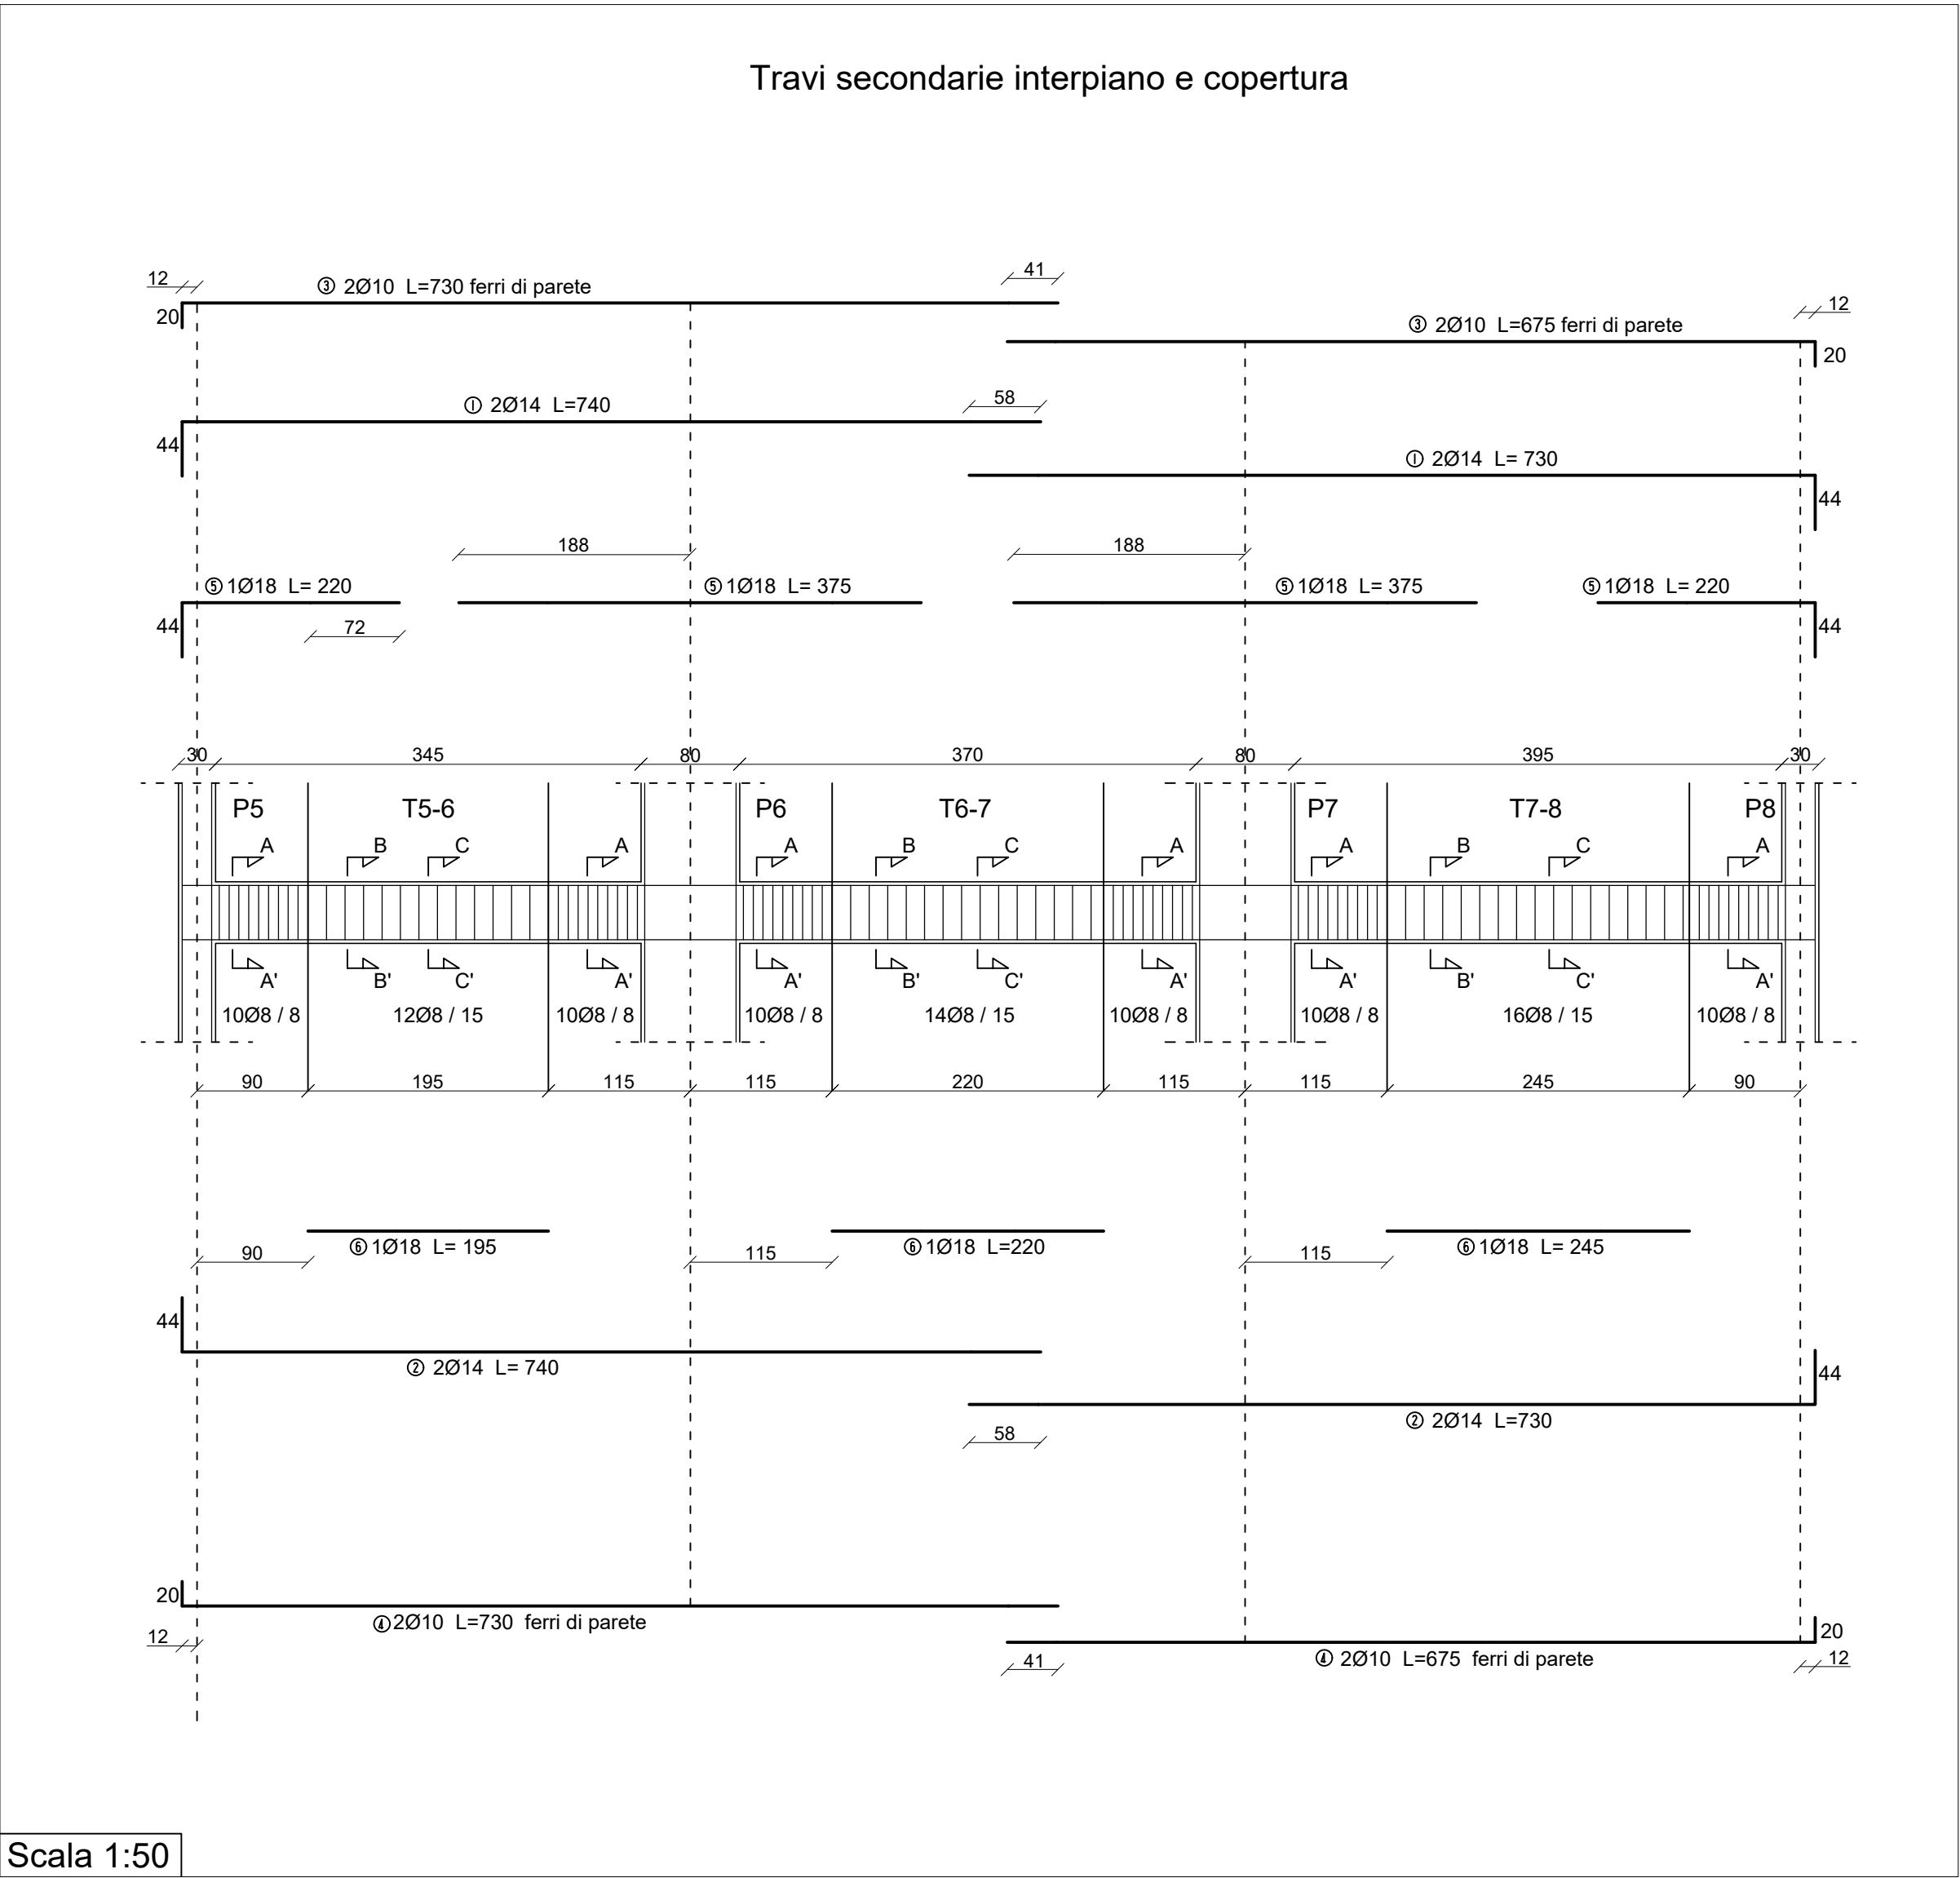 Travi secondarie interpiano e copertura
12
③ 2Ø10 L=730 ferri di parete
41
20
12
③ 2Ø10 L=675 ferri di parete
20
① 2Ø14 L=740
58
44
① 2Ø14 L= 730
44
188
188
⑤ 1Ø18 L= 220
⑤ 1Ø18 L= 375
⑤ 1Ø18 L= 375
⑤ 1Ø18 L= 220
44
72
44
30
345
80
370
80
395
30
P5
T5-6
P6
T6-7
P7
T7-8
P8
A
B
C
A
A
B
C
A
A
B
C
A
A'
B'
C'
A'
A'
B'
C'
A'
A'
B'
C'
A'
10Ø8 / 8
12Ø8 / 15
10Ø8 / 8
10Ø8 / 8
14Ø8 / 15
10Ø8 / 8
10Ø8 / 8
16Ø8 / 15
10Ø8 / 8
90
195
115
115
220
115
115
245
90
90
⑥ 1Ø18 L= 195
115
⑥ 1Ø18 L=220
115
⑥ 1Ø18 L= 245
44
② 2Ø14 L= 740
44
② 2Ø14 L=730
58
20
④ 2Ø10 L=730 ferri di parete
12
20
④ 2Ø10 L=675 ferri di parete
41
12
Scala 1:50